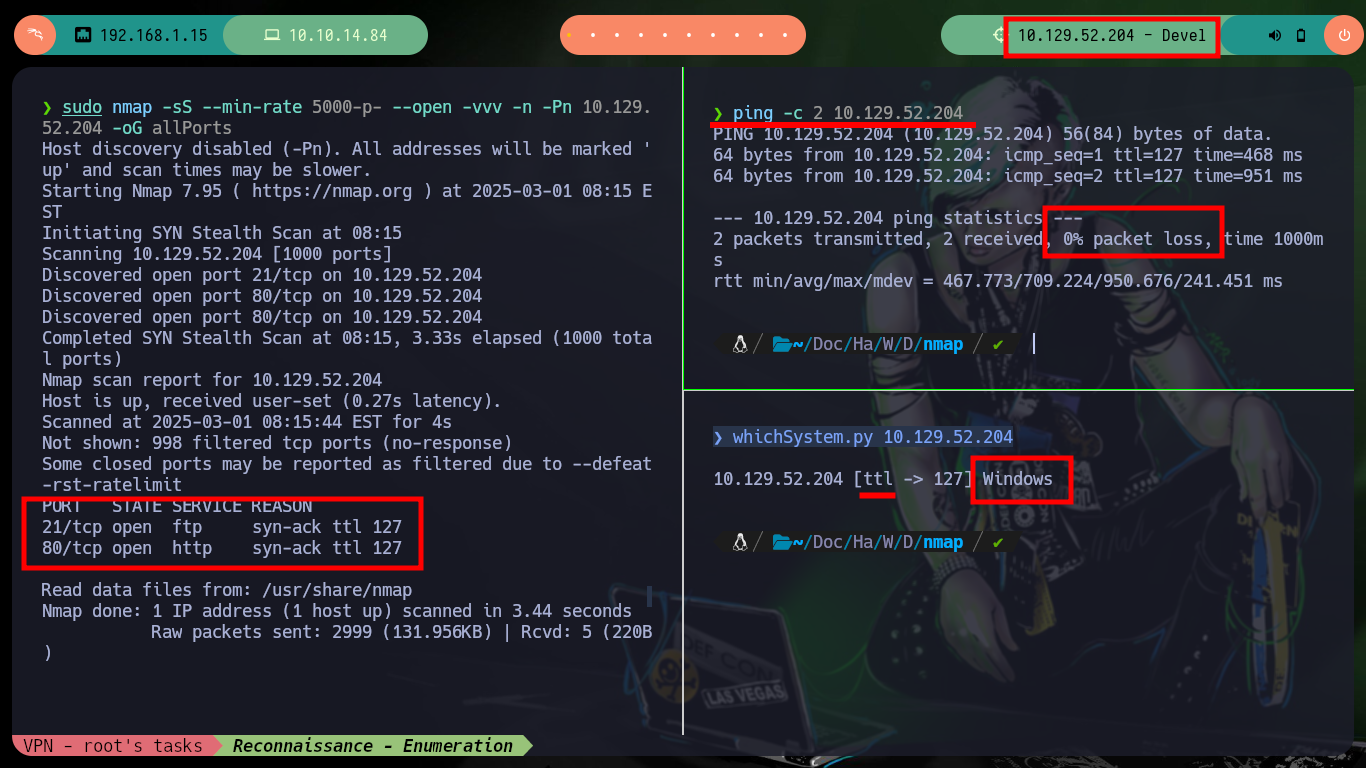 192.168.1.15
10.10.14.84
10.129.52.204 - Devel
❯ sudo nmap -sS --min-rate 5000-p- --open -vvv -n -Pn 10.129.
52.204 -oG allPorts
Host discovery disabled (-Pn). All addresses will be marked '
up' and scan times may be slower.
Starting Nmap 7.95 ( https://nmap.org ) at 2025-03-01 08:15 E
ST
Initiating SYN Stealth Scan at 08:15
Scanning 10.129.52.204 [1000 ports]
Discovered open port 21/tcp on 10.129.52.204
Discovered open port 80/tcp on 10.129.52.204
Discovered open port 80/tcp on 10.129.52.204
Completed SYN Stealth Scan at 08:15, 3.33s elapsed (1000 tota
l ports)
Nmap scan report for 10.129.52.204
Host is up, received user-set (0.27s latency).
Scanned at 2025-03-01 08:15:44 EST for 4s
Not shown: 998 filtered tcp ports (no-response)
Some closed ports may be reported as filtered due to --defeat
-rst-ratelimit
PORT   STATE SERVICE REASON
21/tcp open  ftp     syn-ack ttl 127
80/tcp open  http    syn-ack ttl 127
Read data files from: /usr/share/nmap
Nmap done: 1 IP address (1 host up) scanned in 3.44 seconds
Raw packets sent: 2999 (131.956KB) | Rcvd: 5 (220B
)
❯ ping -c 2 10.129.52.204
PING 10.129.52.204 (10.129.52.204) 56(84) bytes of data.
64 bytes from 10.129.52.204: icmp_seq=1 ttl=127 time=468 ms
64 bytes from 10.129.52.204: icmp_seq=2 ttl=127 time=951 ms
--- 10.129.52.204 ping statistics ---
2 packets transmitted, 2 received, 0% packet loss, time 1000m
s
rtt min/avg/max/mdev = 467.773/709.224/950.676/241.451 ms
/ ~/Doc/Ha/W/D/nmap / ✔
❯ whichSystem.py 10.129.52.204
10.129.52.204 [ttl -> 127] Windows
/ ~/Doc/Ha/W/D/nmap / ✔
DEF CON
LAS VEGAS
VPN - root's tasks
Reconnaissance - Enumeration